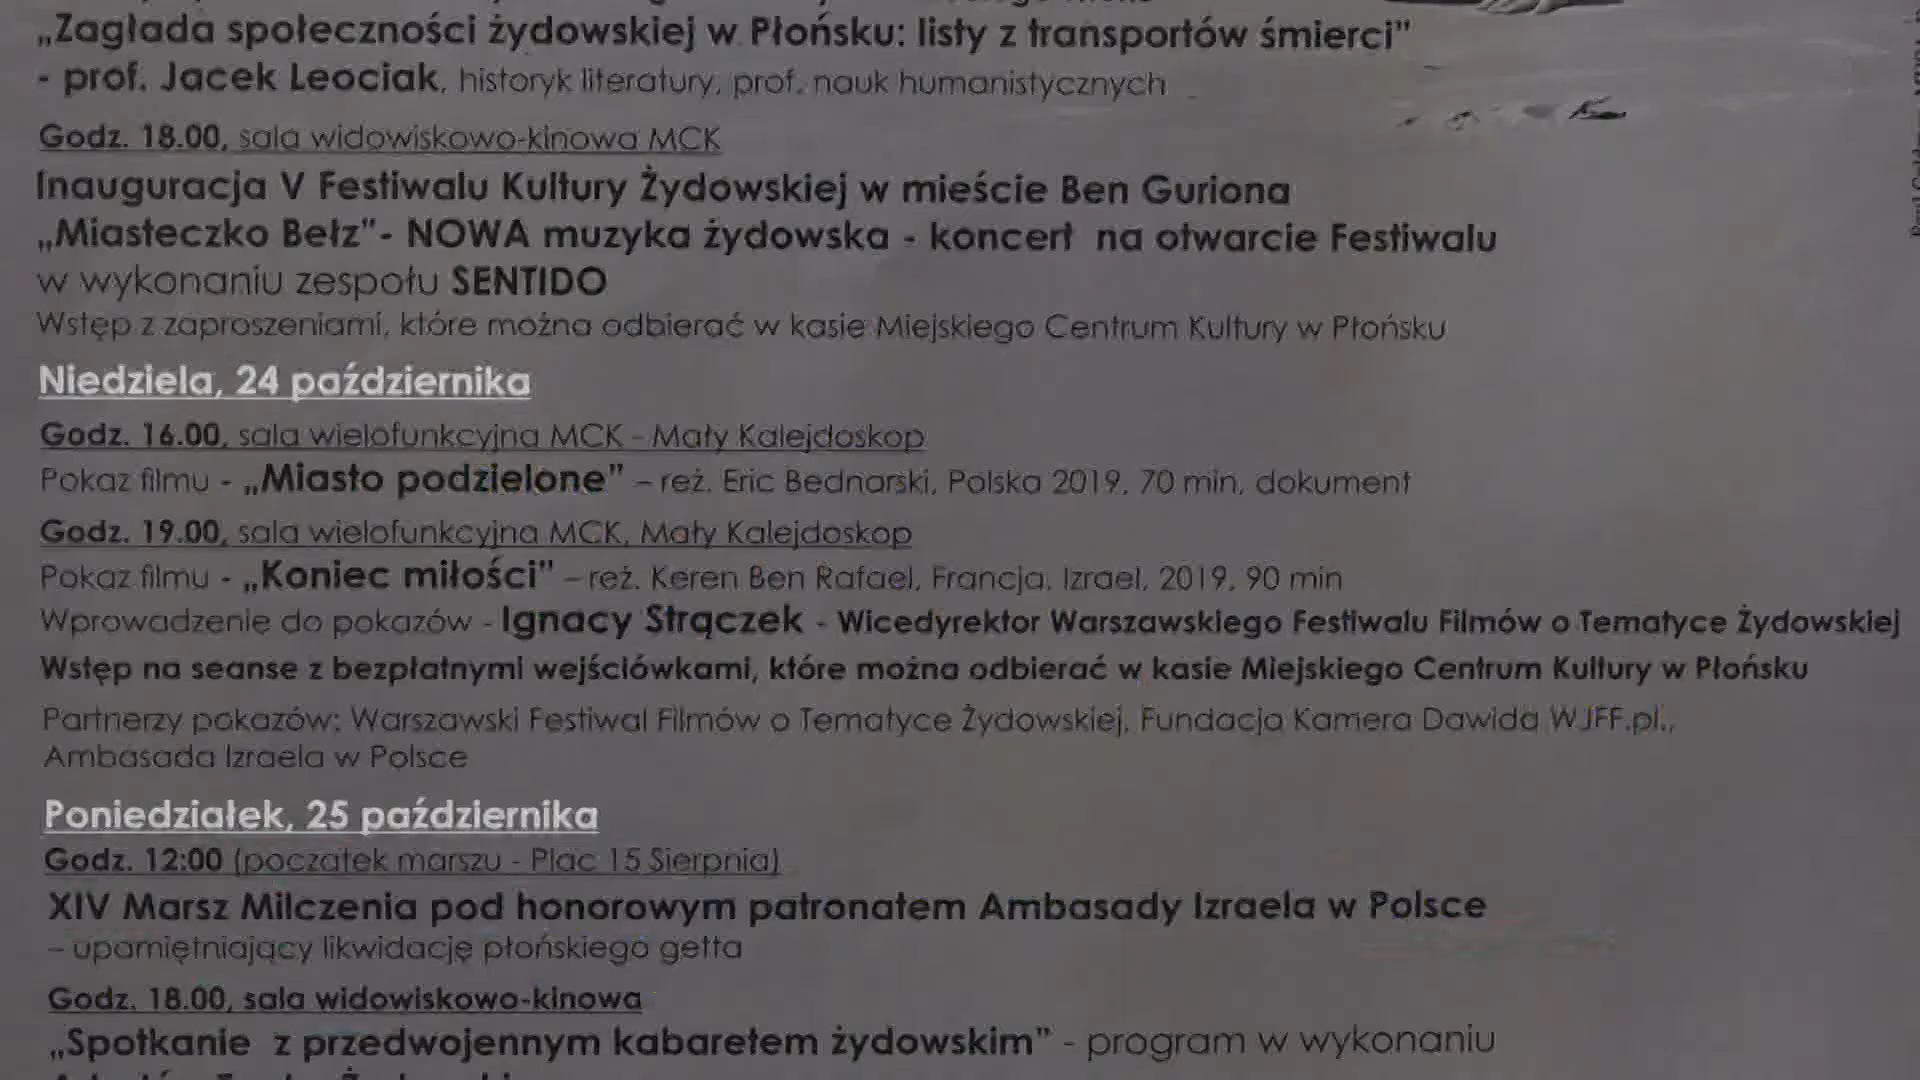 „Zagłada społeczności żydowskiej w Płońsku: listy z transportów śmierci"
- prof. Jacek Leociak, historyk literatury, prof. nauk humanistycznych
Godz. 18.00, sala widowiskowo-kinowa MCK
Inauguracja V Festiwalu Kultury Żydowskiej w mieście Ben Guriona
„Miasteczko Bełz"- NOWA muzyka żydowska - koncert na otwarcie Festiwalu
w wykonaniu zespołu SENTIDO
Wstęp z zaproszeniami, które można odbierać w kasie Miejskiego Centrum Kultury w Płońsku
Niedziela, 24 października
Godz. 16.00, sala wielofunkcyjna MCK - Mały Kalejdoskop
Pokaz filmu - „Miasto podzielone" – reż. Eric Bednarski, Polska 2019, 70 min, dokument
Godz. 19.00, sala wielofunkcyjna MCK, Mały Kalejdoskop
Pokaz filmu - „Koniec miłości" – reż. Keren Ben Rafael, Francja, Izrael, 2019, 90 min
Wprowadzenie do pokazów - Ignacy Strączek - Wicedyrektor Warszawskiego Festiwalu Filmów o Tematyce Żydowskiej
Wstęp na seanse z bezpłatnymi wejściówkami, które można odbierać w kasie Miejskiego Centrum Kultury w Płońsku
Partnerzy pokazów: Warszawski Festiwal Filmów o Tematyce Żydowskiej, Fundacja Kamera Dawida WJFF.pl.,
Ambasada Izraela w Polsce
Poniedziałek, 25 października
Godz. 12:00 (początek marszu - Plac 15 Sierpnia)
XIV Marsz Milczenia pod honorowym patronatem Ambasady Izraela w Polsce
– upamiętniający likwidację płońskiego getta
Godz. 18.00, sala widowiskowo-kinowa
„Spotkanie z przedwojennym kabaretem żydowskim" - program w wykonaniu